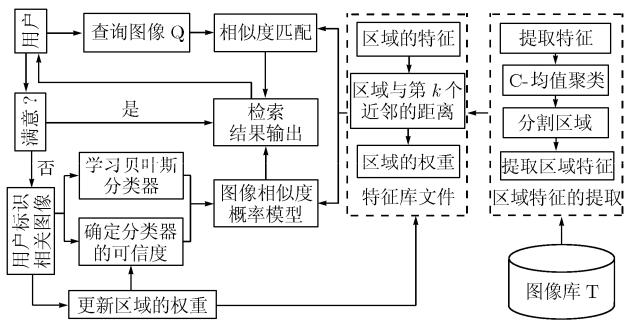 用户
查询图像 Q
相似度匹配
区域的特征
提取特征
满意？
是
检索
结果输出
区域与第 k 个
近邻的距离
C-均值聚类
分割区域
否
学习贝叶斯
分类器
图像相似度
概率模型
区域的权重
提取区域特征
特征库文件
区域特征的提取
用户标识
相关图像
确定分类器
的可信度
更新区域的权重
图像库 T